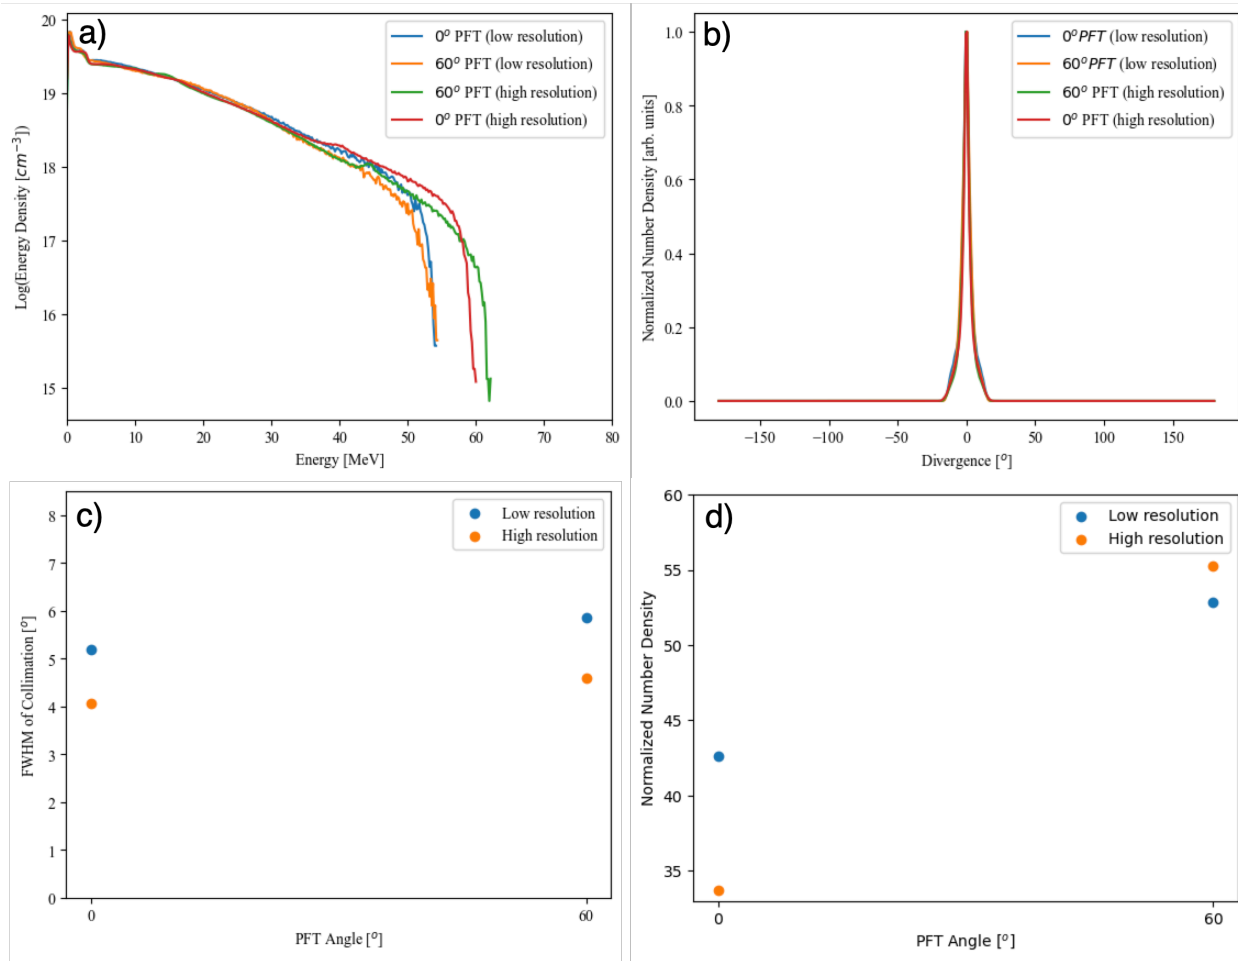 a)
20
19
18
17
16
15
Log(Energy Density [cm⁻³])
0° PFT (low resolution)
60° PFT (low resolution)
60° PFT (high resolution)
0° PFT (high resolution)
0 10 20 30 40 50 60 70 80
Energy [MeV]
b)
1.0
0.8
0.6
0.4
0.2
0.0
Normalized Number Density [arb. units]
0°PFT (low resolution)
60°PFT (low resolution)
60° PFT (high resolution)
0° PFT (high resolution)
−150 −100 −50 0 50 100 150
Divergence [°]
c)
8
7
6
5
4
3
2
1
0
FWHM of Collimation [°]
Low resolution
High resolution
0 60
PFT Angle [°]
d)
60
55
50
45
40
35
Normalized Number Density
Low resolution
High resolution
0 60
PFT Angle [°]